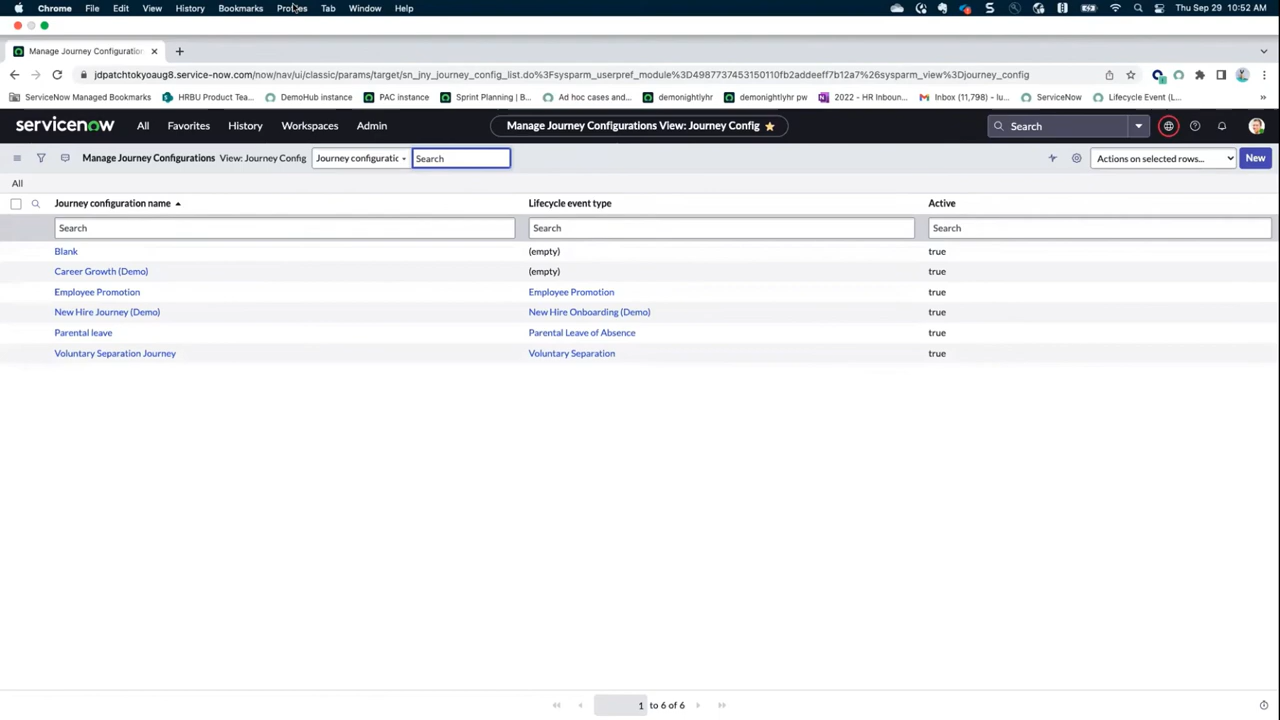 Chrome File Edit View History Bookmarks Profiles Tab Window Help Thu Sep 29 10:52 AM
Manage Journey Configuration
jdpatchtokyoaug8.service-now.com/now/nav/ui/classic/params/target/sn_jny_journey_config_list.do%3Fsysparm_userpref_module%3D4987737453150110fb2addeeff7b12a7%26sysparm_view%3Djourney_config
ServiceNow Managed Bookmarks HRBU Product Tea... DemoHub instance PAC instance Sprint Planning | B... Ad hoc cases and... demonightlyhr demonightlyhr pw 2022 - HR Inboun... Inbox (11,798) - lu... ServiceNow Lifecycle Event (L...
servicenow All Favorites History Workspaces Admin Manage Journey Configurations View: Journey Config Search
Manage Journey Configurations View: Journey Config Journey configuratic Search Actions on selected rows... New
All
Journey configuration name Lifecycle event type Active
Search Search Search
Blank (empty) true
Career Growth (Demo) (empty) true
Employee Promotion Employee Promotion true
New Hire Journey (Demo) New Hire Onboarding (Demo) true
Parental leave Parental Leave of Absence true
Voluntary Separation Journey Voluntary Separation true
1 to 6 of 6